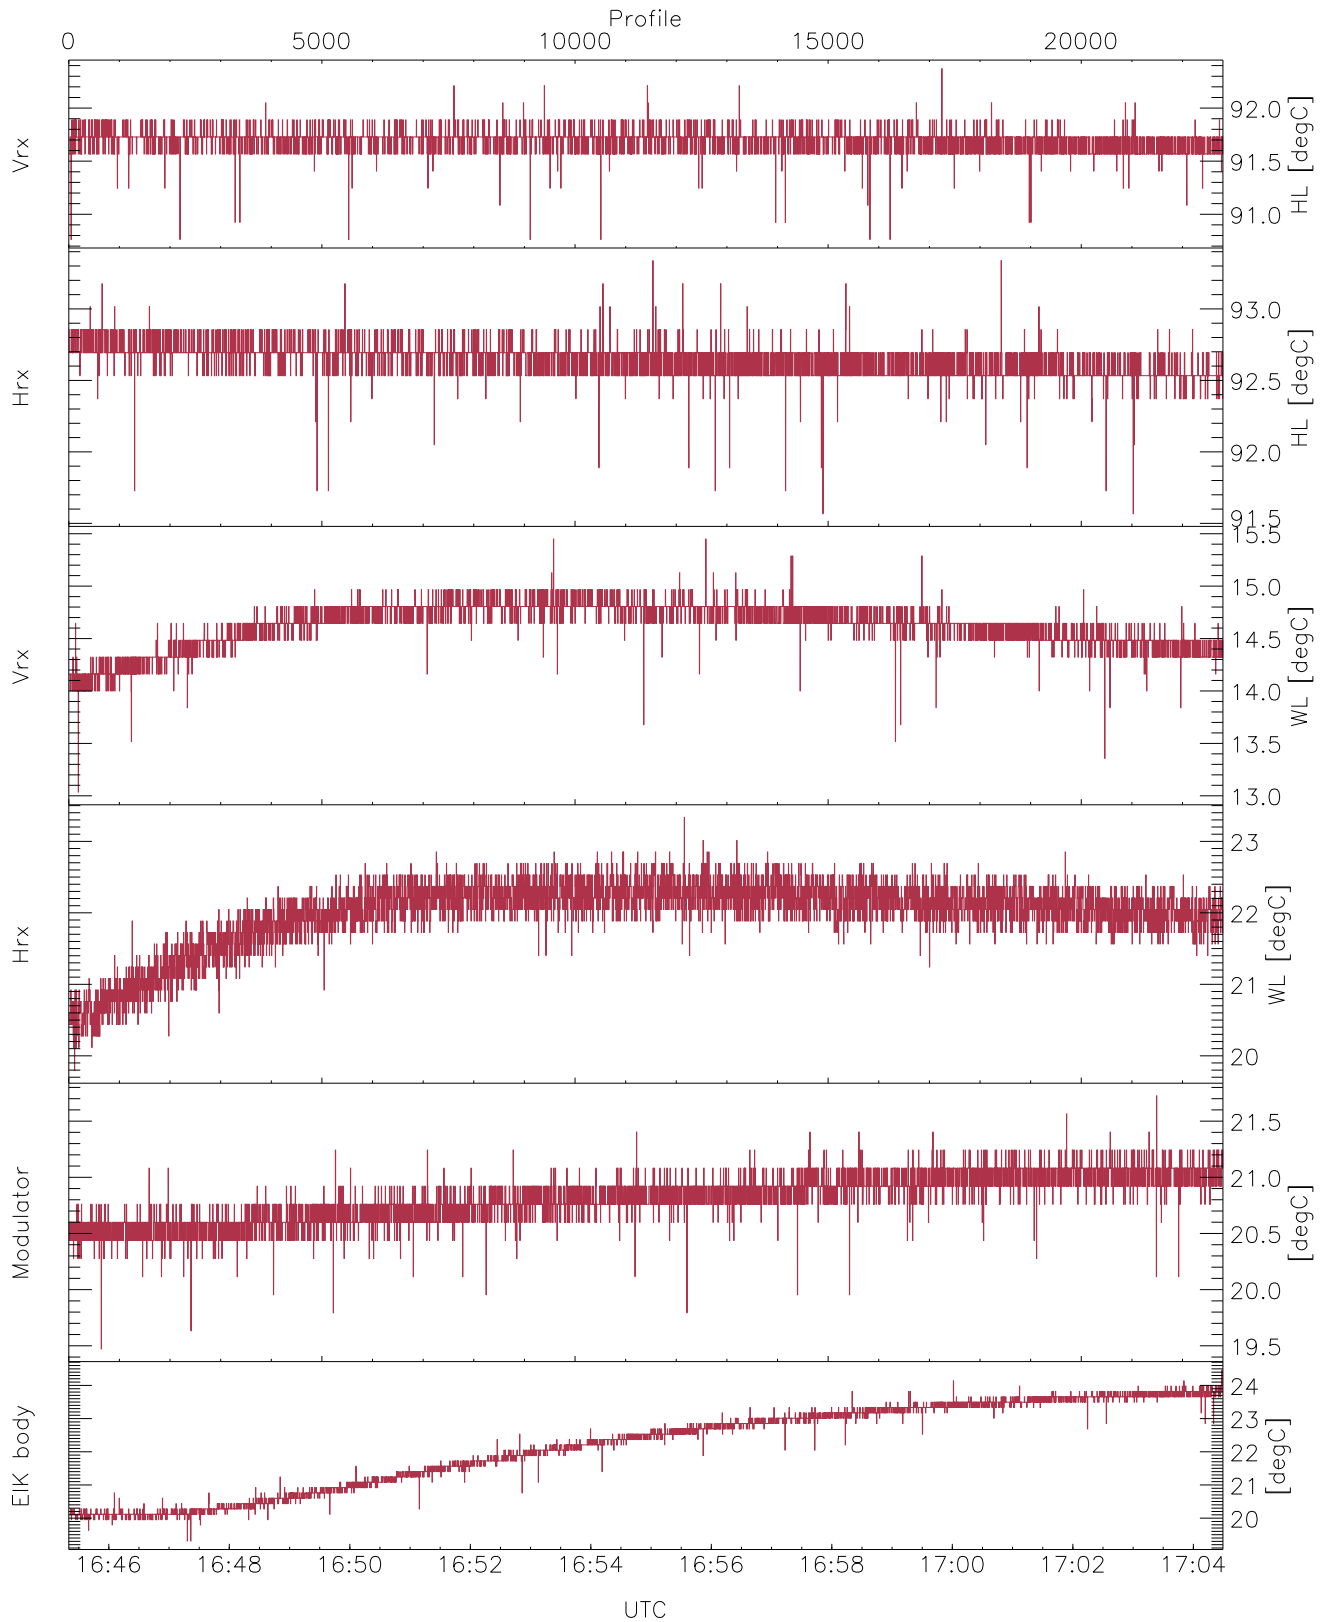 Profile
0 5000 10000 15000 20000
Vrx
92.0
91.5
91.0
HL [degC]
Hrx
93.0
92.5
92.0
91.5
HL [degC]
Vrx
15.5
15.0
14.5
14.0
13.5
13.0
WL [degC]
Hrx
23
22
21
20
WL [degC]
Modulator
21.5
21.0
20.5
20.0
19.5
[degC]
EIK body
24
23
22
21
20
[degC]
16:46 16:48 16:50 16:52 16:54 16:56 16:58 17:00 17:02 17:04
UTC